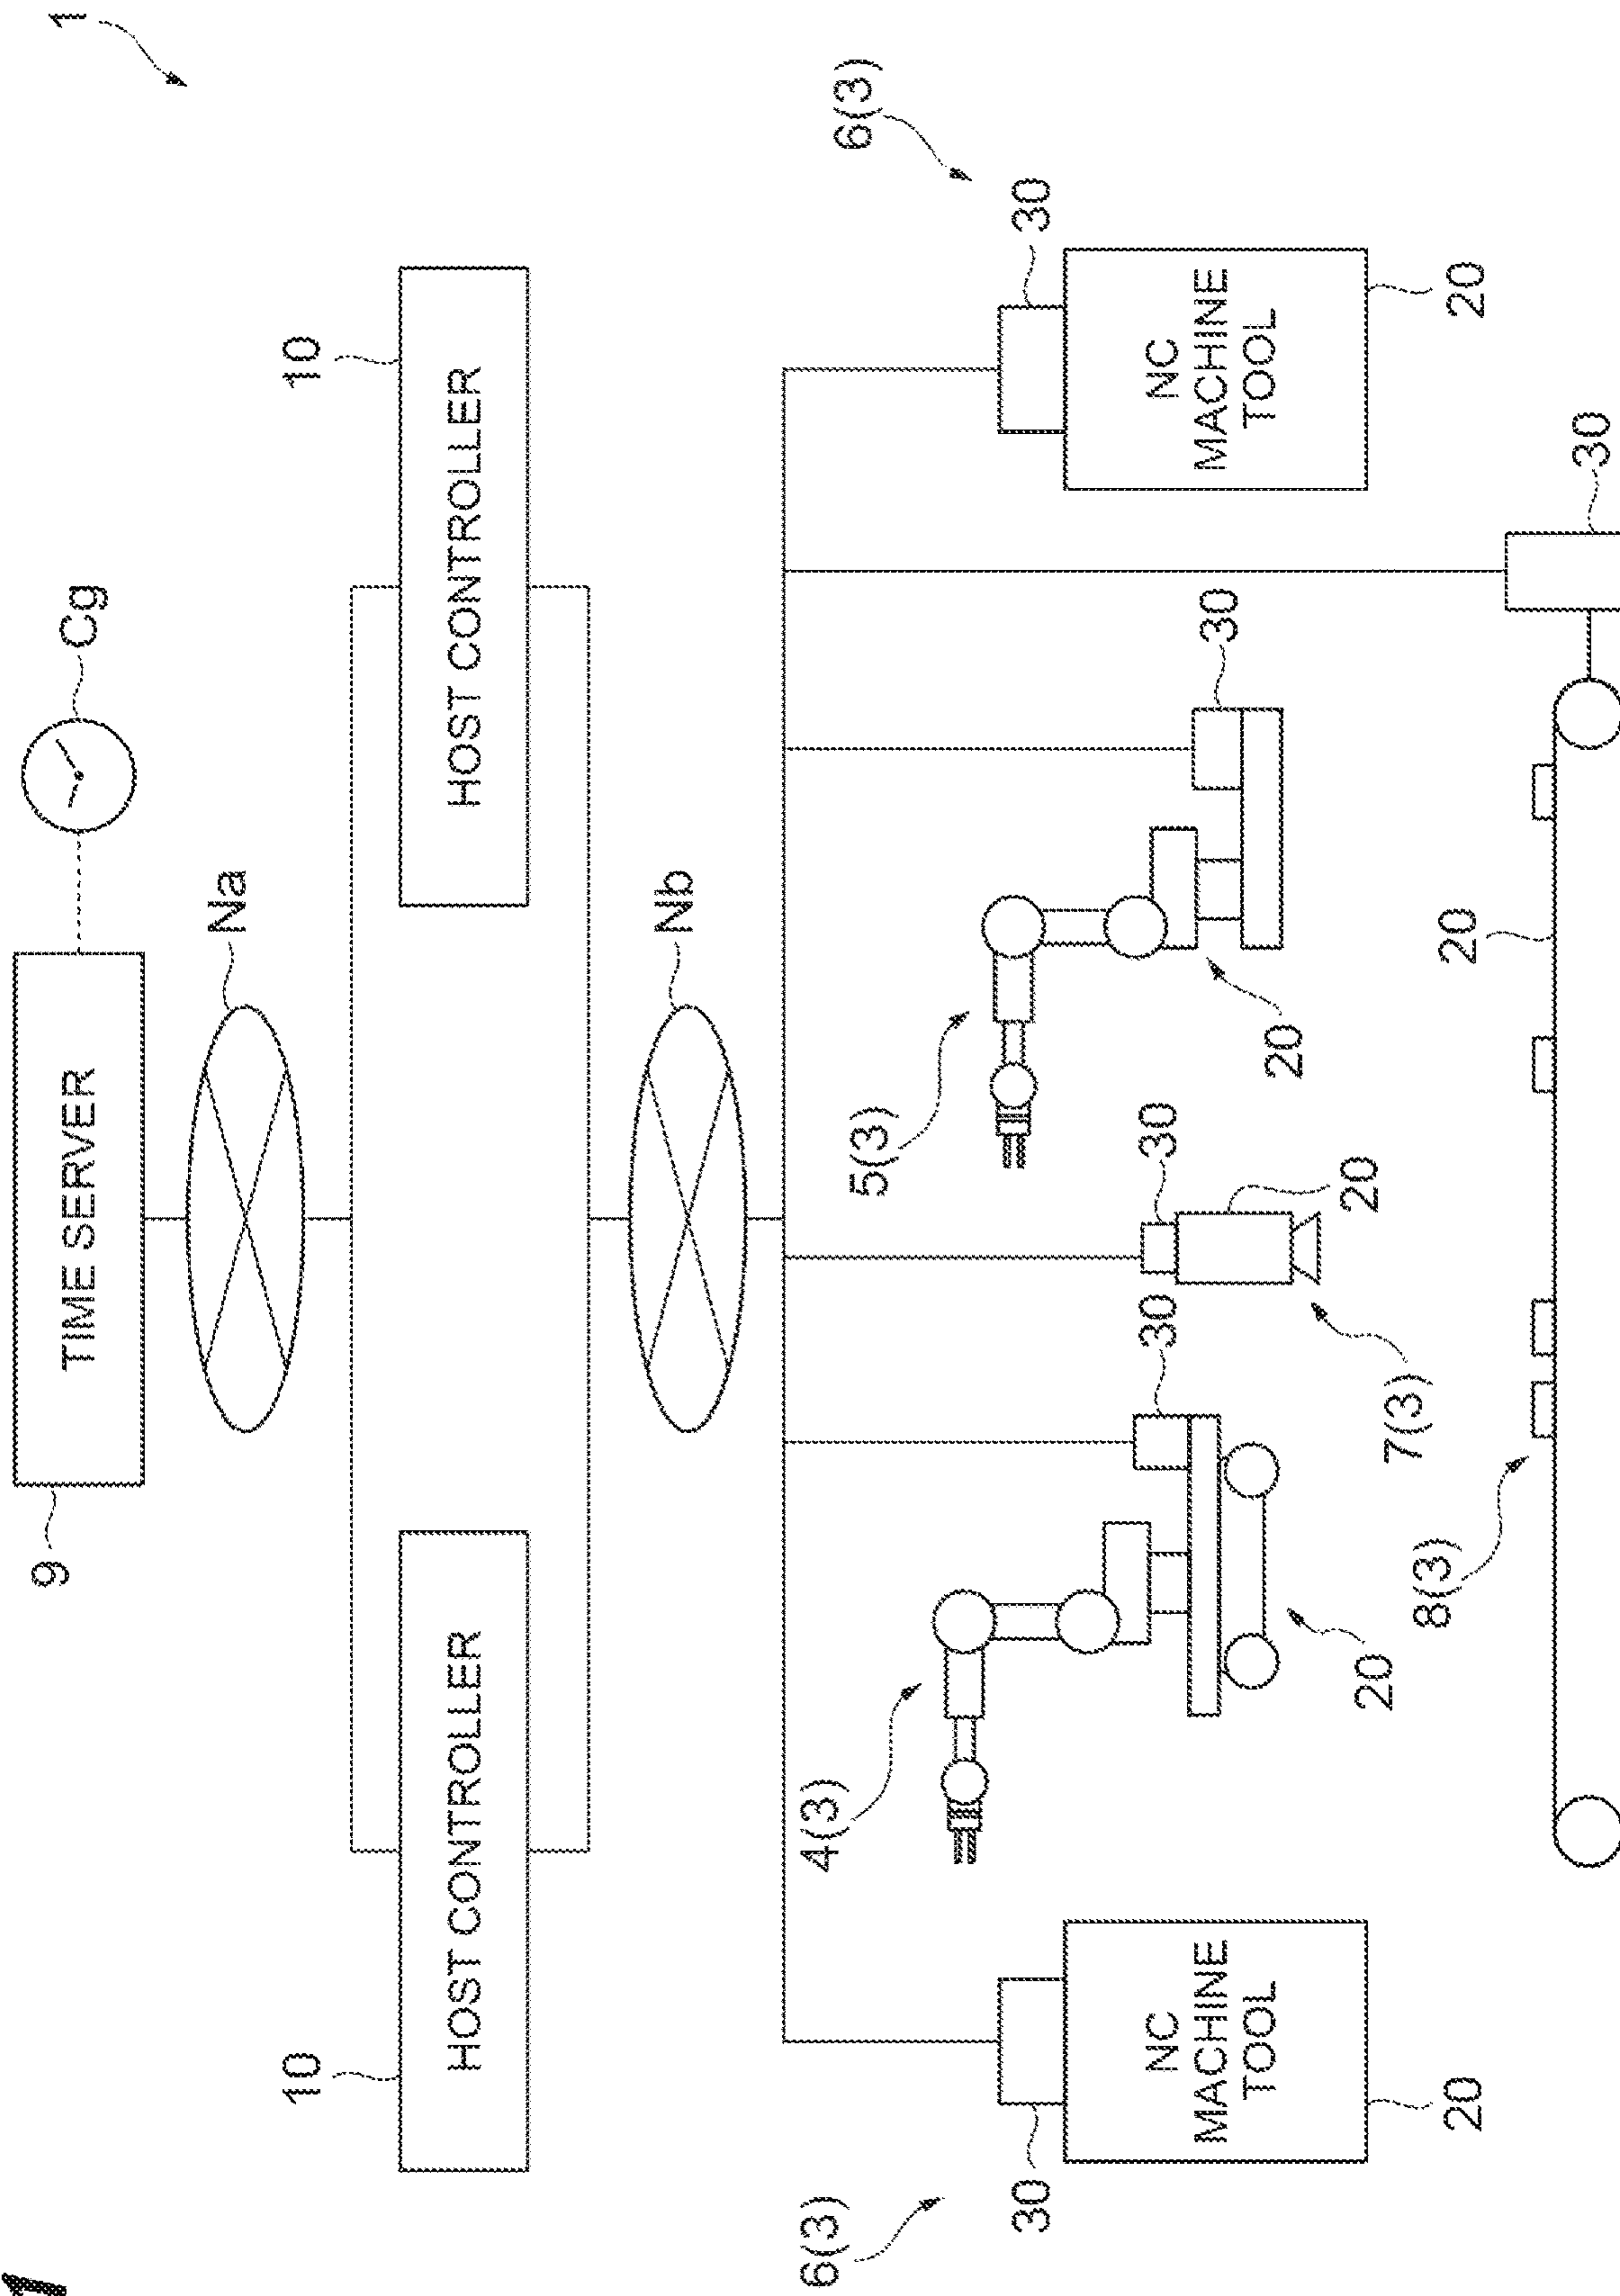 1
TIME SERVER
9
Cg
Na
10
HOST CONTROLLER
10
HOST CONTROLLER
Nb
6(3)
30
NC
MACHINE
TOOL
20
4(3)
30
20
30
20
7(3)
5(3)
20
30
6(3)
30
NC
MACHINE
TOOL
20
8(3)
20
30